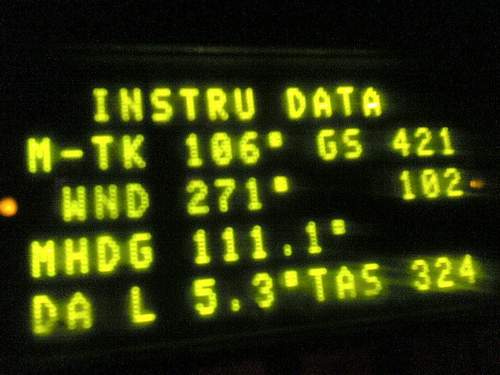 INSTRU DATA
M-TK 106° GS 421
WND 271° 102
MHDG 111.1°
DA L 5.3° TAS 324